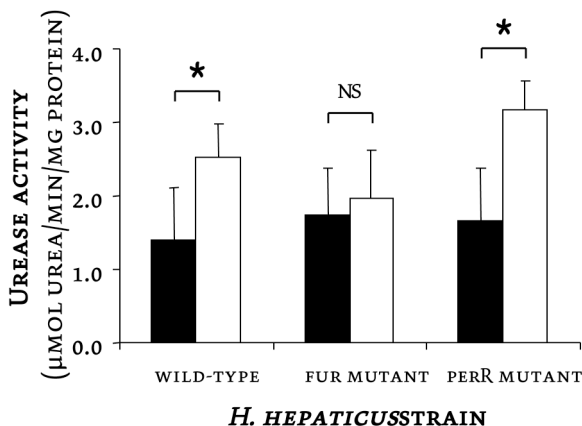 UREASE ACTIVITY
(µMOL UREA/MIN/MG PROTEIN)
4.0
3.0
2.0
1.0
0.0
*
NS
*
WILD-TYPE
FUR MUTANT
PERR MUTANT
H. HEPATICUSSTRAIN